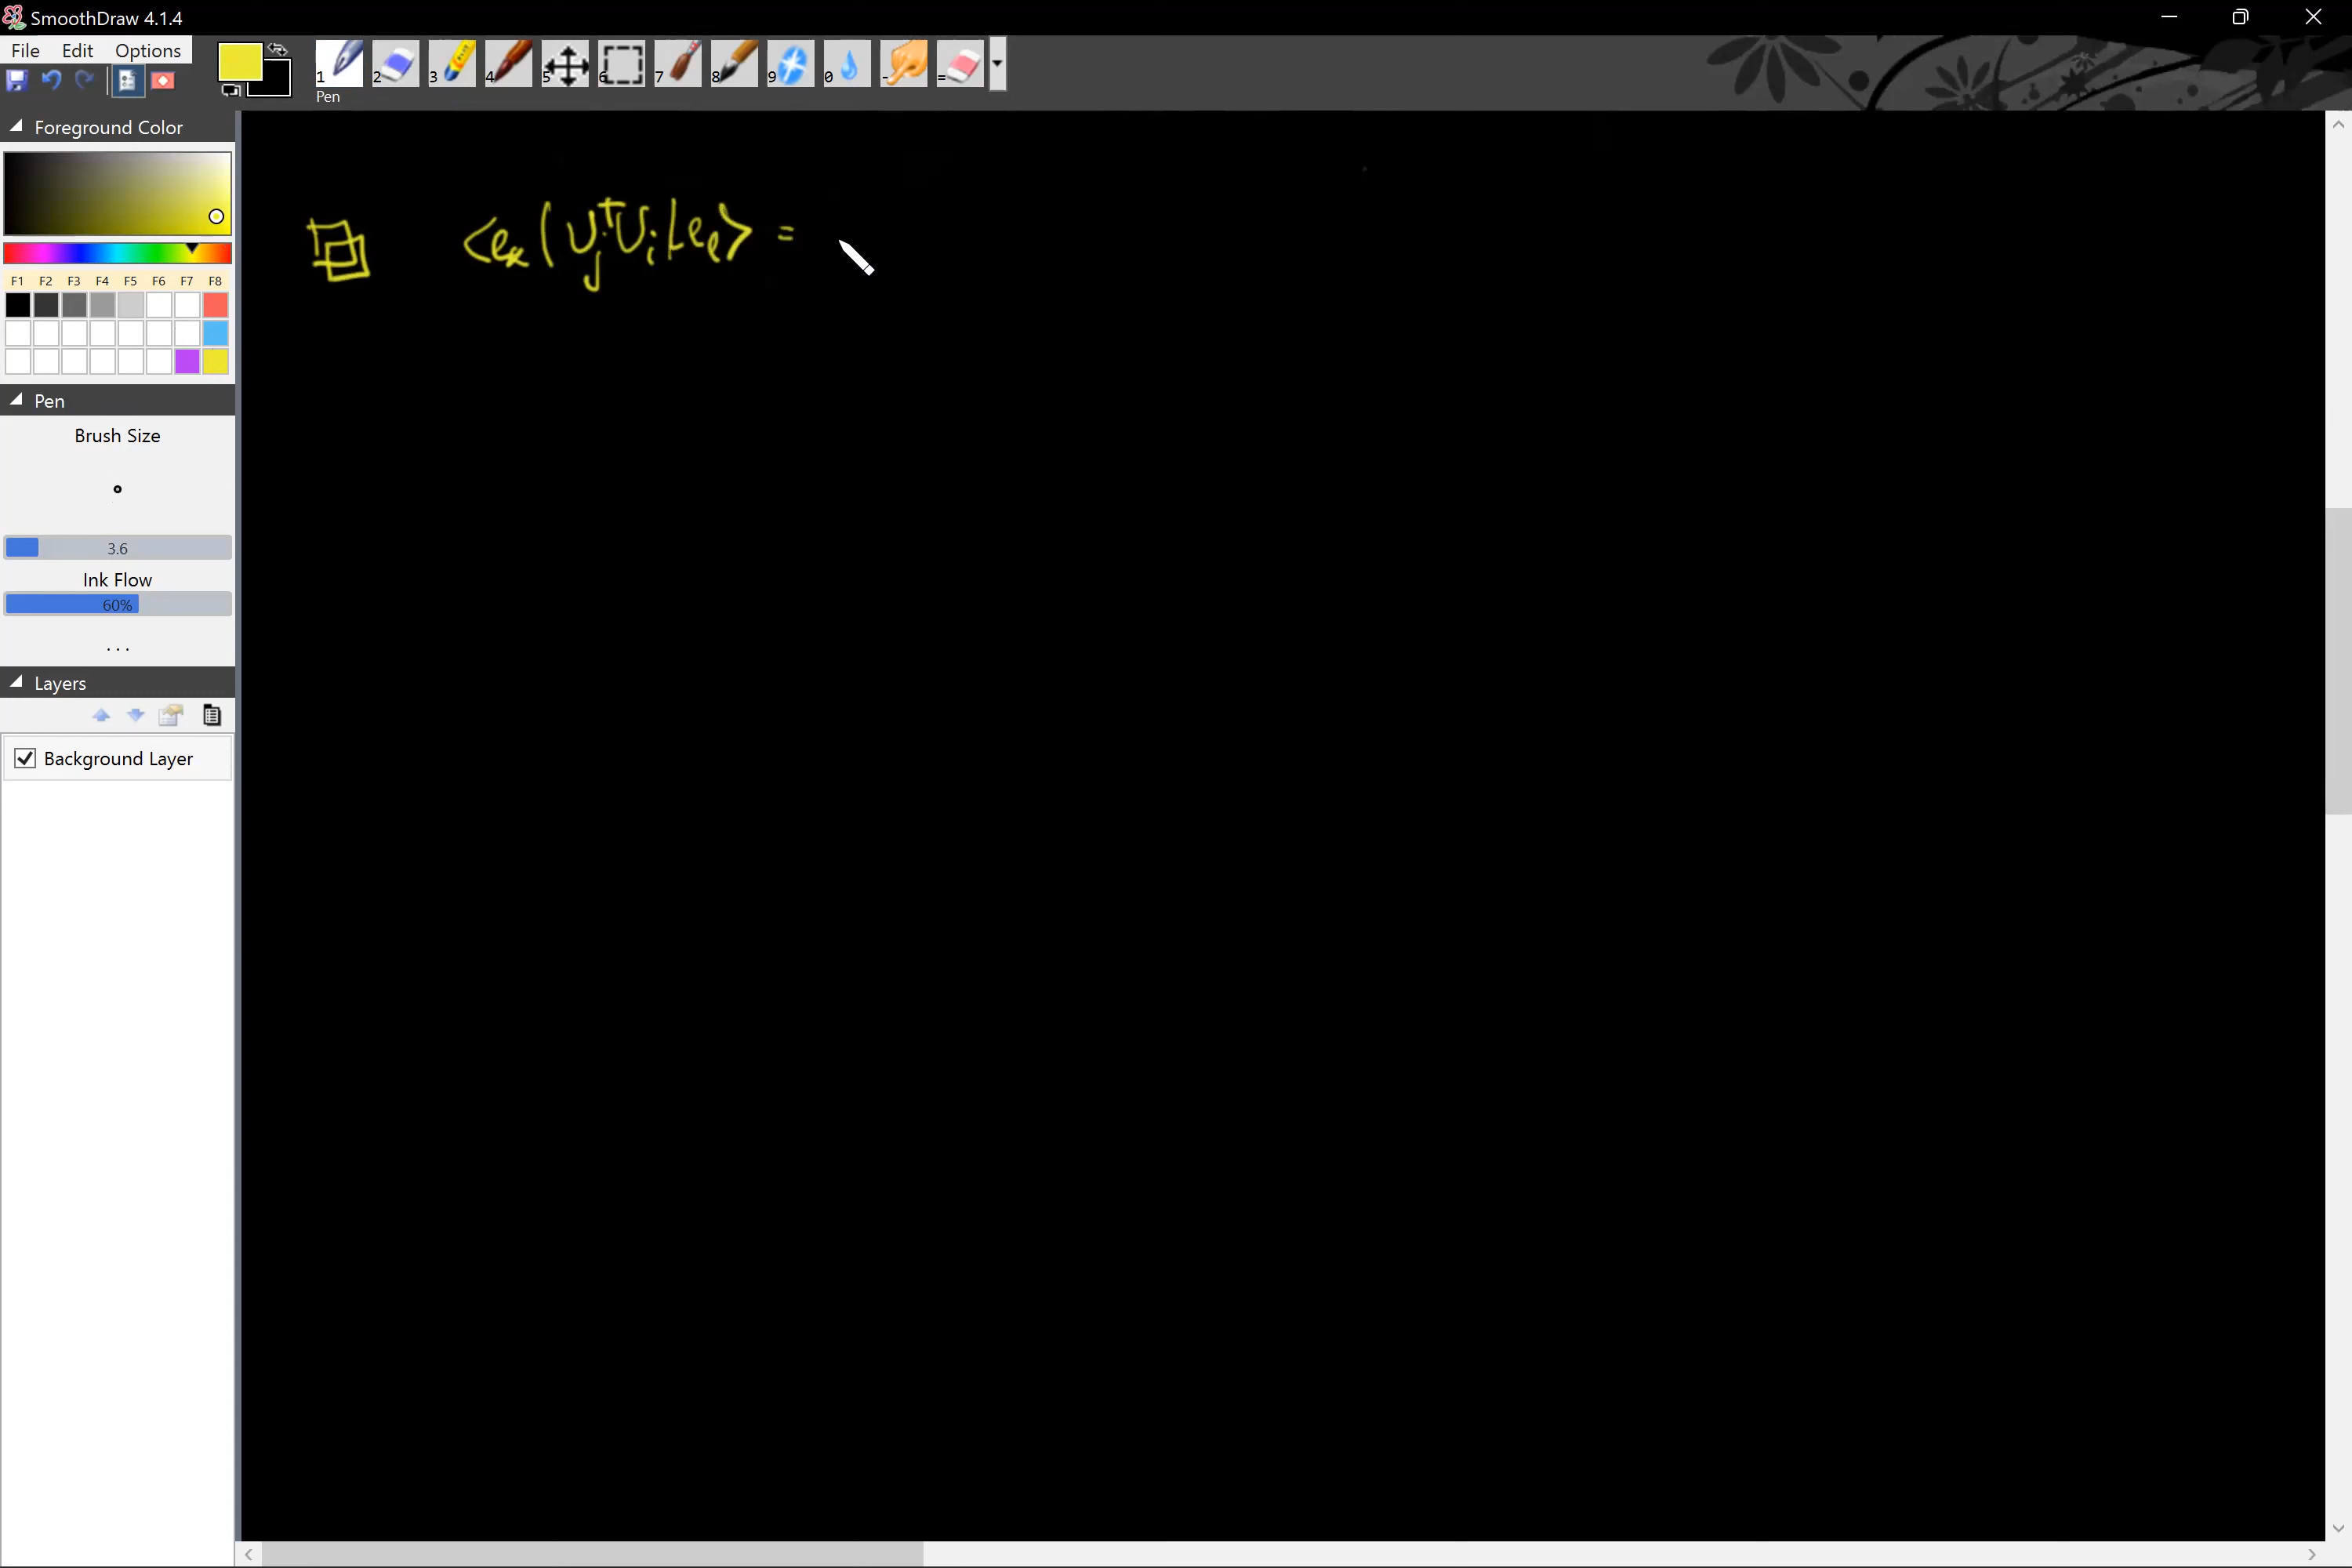 SmoothDraw 4.1.4
File Edit Options
1 2 3 4 5 6 7 8 9 0 - =
Pen
Foreground Color
F1 F2 F3 F4 F5 F6 F7 F8
Pen
Brush Size
3.6
Ink Flow
60%
...
Layers
Background Layer
<e_k|U_j^†U_i|e_l> =